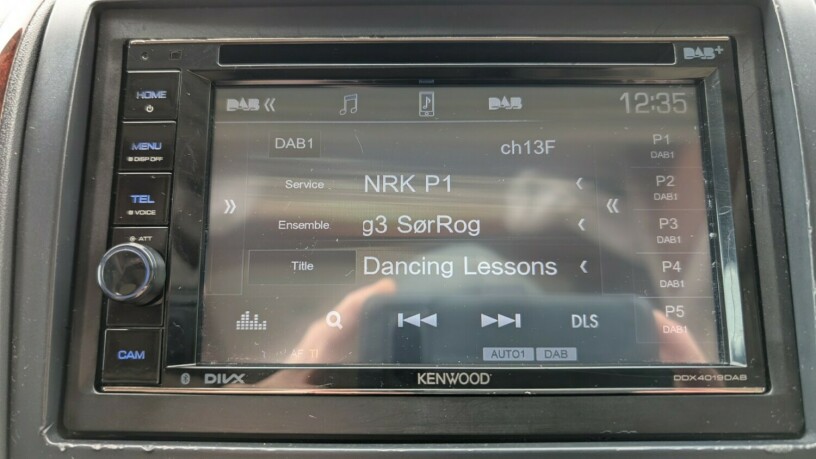 DAB+
HOME
MENU
DISP OFF
TEL
VOICE
ATT
CAM
DAB
DAB
12:35
DAB1
ch13F
Service
NRK P1
Ensemble
g3 SørRog
Title
Dancing Lessons
P1
DAB1
P2
DAB1
P3
DAB1
P4
DAB1
P5
DAB1
DLS
AF TI
AUTO1
DAB
DIVX
KENWOOD
DDX4019DAB